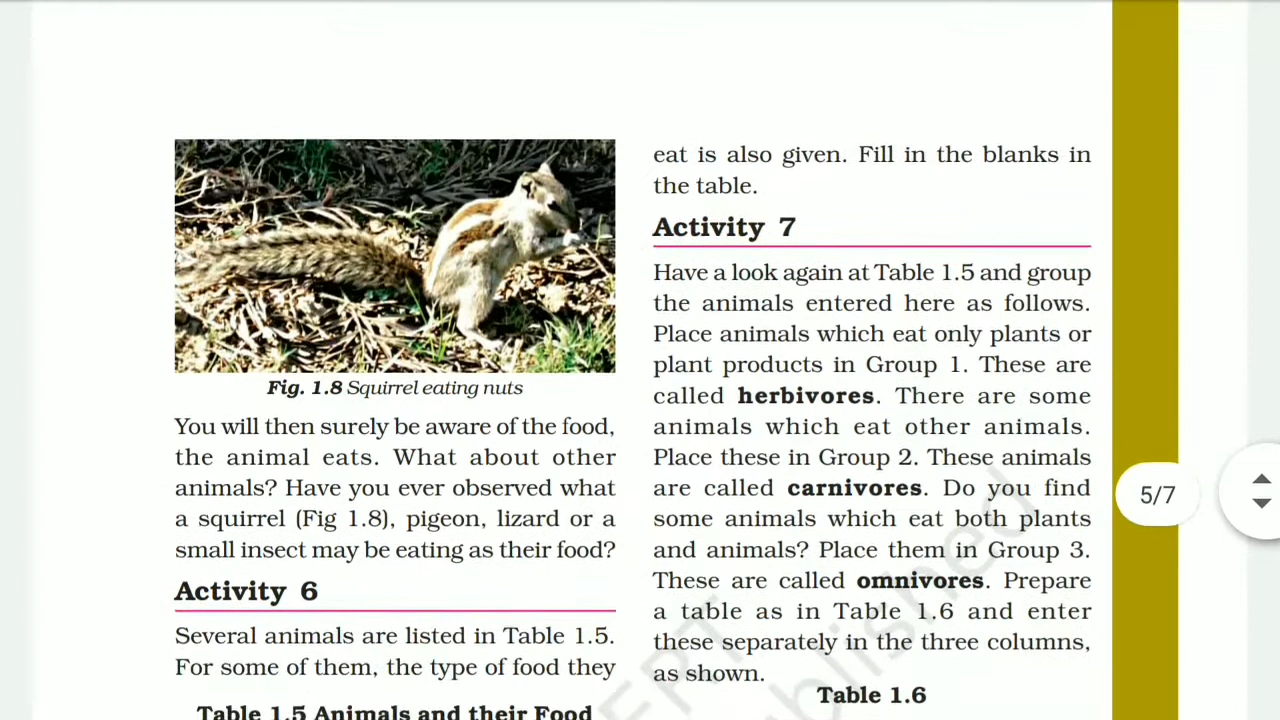 Fig. 1.8 Squirrel eating nuts
You will then surely be aware of the food,
the animal eats. What about other
animals? Have you ever observed what
a squirrel (Fig 1.8), pigeon, lizard or a
small insect may be eating as their food?
Activity 6
Several animals are listed in Table 1.5.
For some of them, the type of food they
Table 1.5 Animals and their Food
eat is also given. Fill in the blanks in
the table.
Activity 7
Have a look again at Table 1.5 and group
the animals entered here as follows.
Place animals which eat only plants or
plant products in Group 1. These are
called herbivores. There are some
animals which eat other animals.
Place these in Group 2. These animals
are called carnivores. Do you find
some animals which eat both plants
and animals? Place them in Group 3.
These are called omnivores. Prepare
a table as in Table 1.6 and enter
these separately in the three columns,
as shown.
Table 1.6
5/7